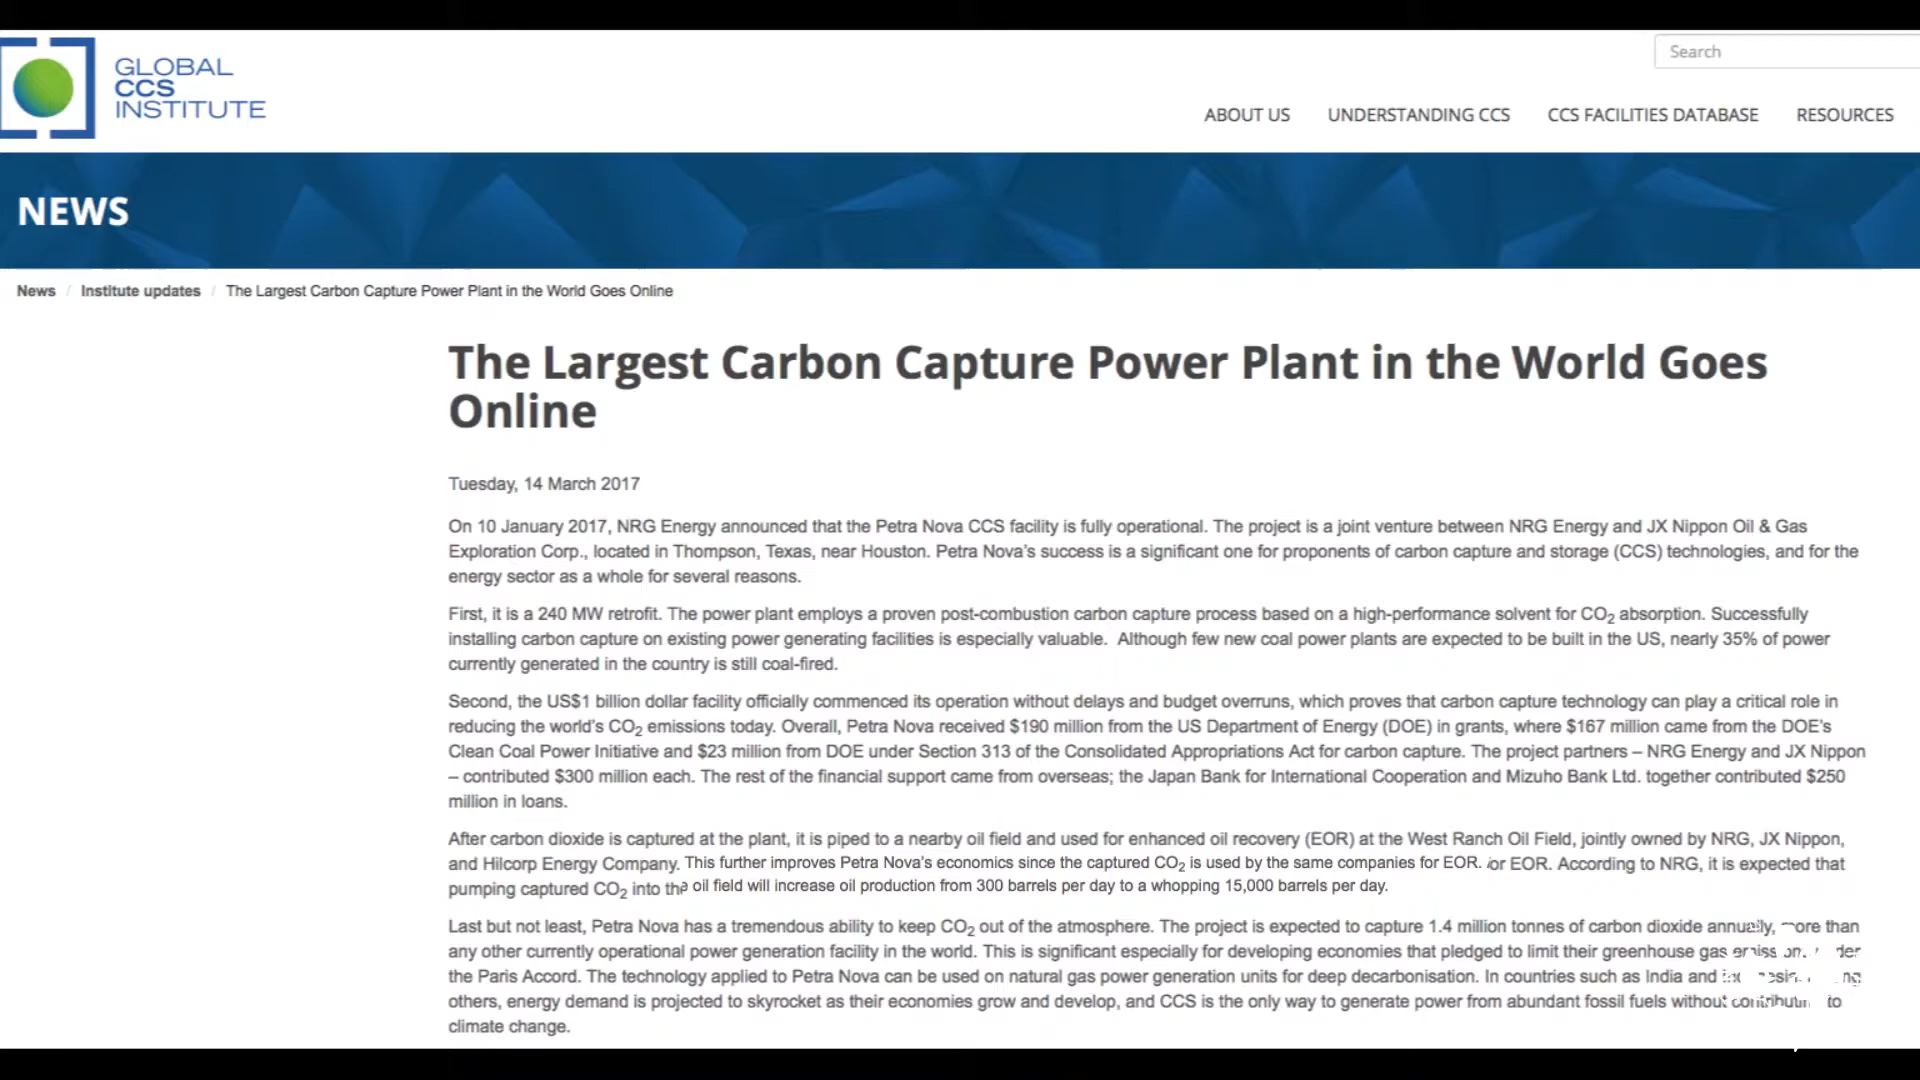 GLOBAL
CCS
INSTITUTE
Search
ABOUT US UNDERSTANDING CCS CCS FACILITIES DATABASE RESOURCES
NEWS
News / Institute updates / The Largest Carbon Capture Power Plant in the World Goes Online
The Largest Carbon Capture Power Plant in the World Goes
Online
Tuesday, 14 March 2017
On 10 January 2017, NRG Energy announced that the Petra Nova CCS facility is fully operational. The project is a joint venture between NRG Energy and JX Nippon Oil & Gas
Exploration Corp., located in Thompson, Texas, near Houston. Petra Nova's success is a significant one for proponents of carbon capture and storage (CCS) technologies, and for the
energy sector as a whole for several reasons.
First, it is a 240 MW retrofit. The power plant employs a proven post-combustion carbon capture process based on a high-performance solvent for CO₂ absorption. Successfully
installing carbon capture on existing power generating facilities is especially valuable. Although few new coal power plants are expected to be built in the US, nearly 35% of power
currently generated in the country is still coal-fired.
Second, the US$1 billion dollar facility officially commenced its operation without delays and budget overruns, which proves that carbon capture technology can play a critical role in
reducing the world's CO₂ emissions today. Overall, Petra Nova received $190 million from the US Department of Energy (DOE) in grants, where $167 million came from the DOE's
Clean Coal Power Initiative and $23 million from DOE under Section 313 of the Consolidated Appropriations Act for carbon capture. The project partners – NRG Energy and JX Nippon
– contributed $300 million each. The rest of the financial support came from overseas; the Japan Bank for International Cooperation and Mizuho Bank Ltd. together contributed $250
million in loans.
After carbon dioxide is captured at the plant, it is piped to a nearby oil field and used for enhanced oil recovery (EOR) at the West Ranch Oil Field, jointly owned by NRG, JX Nippon,
and Hilcorp Energy Company. This further improves Petra Nova's economics since the captured CO₂ is used by the same companies for EOR. for EOR. According to NRG, it is expected that
pumping captured CO₂ into the oil field will increase oil production from 300 barrels per day to a whopping 15,000 barrels per day.
Last but not least, Petra Nova has a tremendous ability to keep CO₂ out of the atmosphere. The project is expected to capture 1.4 million tonnes of carbon dioxide annually, more than
any other currently operational power generation facility in the world. This is significant especially for developing economies that pledged to limit their greenhouse gas
the Paris Accord. The technology applied to Petra Nova can be used on natural gas power generation units for deep decarbonisation. In countries such as India and
others, energy demand is projected to skyrocket as their economies grow and develop, and CCS is the only way to generate power from abundant fossil fuels without to
climate change.